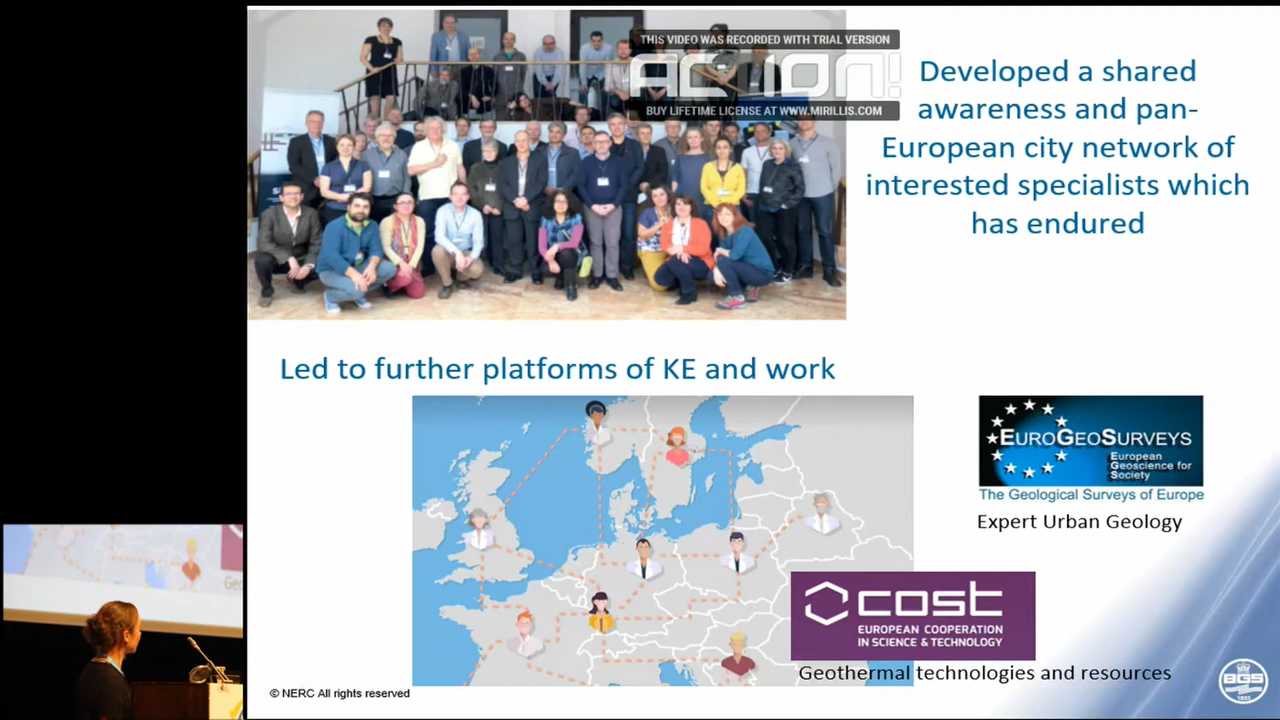 THIS VIDEO WAS RECORDED WITH TRIAL VERSION
ACTION!
BUY LIFETIME LICENSE AT WWW.MIRILLIS.COM
Developed a shared
awareness and pan-
European city network of
interested specialists which
has endured
Led to further platforms of KE and work
EUROGEOSURVEYS
European
Geoscience for
Society
The Geological Surveys of Europe
Expert Urban Geology
cost
EUROPEAN COOPERATION
IN SCIENCE & TECHNOLOGY
Geothermal technologies and resources
© NERC All rights reserved
BGS
1835